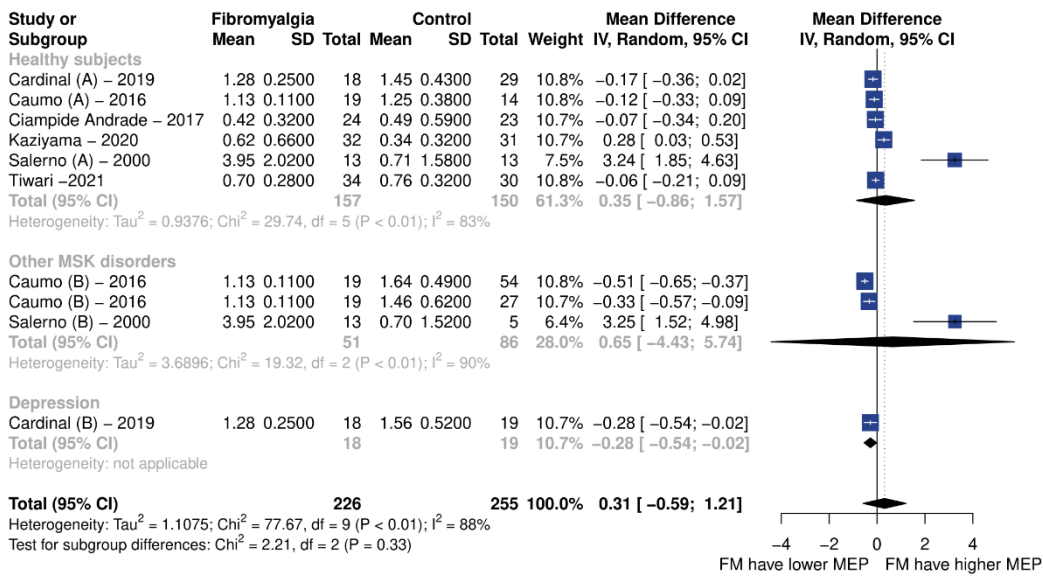 Study or Fibromyalgia Control Mean Difference Mean Difference
Subgroup Mean SD Total Mean SD Total Weight IV, Random, 95% CI IV, Random, 95% CI
Healthy subjects
Cardinal (A) − 2019 1.28 0.2500 18 1.45 0.4300 29 10.8% −0.17 [ −0.36; 0.02]
Caumo (A) − 2016 1.13 0.1100 19 1.25 0.3800 14 10.7% −0.12 [ −0.33; 0.09]
Ciampide Andrade − 2017 0.42 0.3200 24 0.49 0.5900 23 10.7% −0.07 [ −0.34; 0.20]
Kaziyama − 2020 0.62 0.6600 32 0.34 0.3200 31 10.7% 0.28 [ 0.03; 0.53]
Salerno (A) − 2000 3.95 2.0200 13 0.71 1.5800 13 7.5% 3.24 [ 1.85; 4.63]
Tiwari −2021 0.70 0.2800 34 0.76 0.3200 30 10.8% −0.06 [ −0.21; 0.09]
Total (95% CI) 157 150 61.3% 0.35 [ −0.86; 1.57]
Heterogeneity: Tau² = 0.9376; Chi² = 29.74, df = 5 (P < 0.01); I² = 83%
Other MSK disorders
Caumo (B) − 2016 1.13 0.1100 19 1.64 0.4900 54 10.8% −0.51 [ −0.65; −0.37]
Caumo (B) − 2016 1.13 0.1100 19 1.46 0.6200 27 10.7% −0.33 [ −0.57; −0.09]
Salerno (B) − 2000 3.95 2.0200 13 0.70 1.5200 5 6.4% 3.25 [ 1.52; 4.98]
Total (95% CI) 51 86 28.0% 0.65 [ −4.43; 5.74]
Heterogeneity: Tau² = 3.6896; Chi² = 19.32, df = 2 (P < 0.01); I² = 90%
Depression
Cardinal (B) − 2019 1.28 0.2500 18 1.56 0.5200 19 10.7% −0.28 [ −0.54; −0.02]
Total (95% CI) 18 19 10.7% −0.28 [ −0.54; −0.02]
Heterogeneity: not applicable
Total (95% CI) 226 255 100.0% 0.31 [ −0.59; 1.21]
Heterogeneity: Tau² = 1.1075; Chi² = 77.67, df = 9 (P < 0.01); I² = 88%
Test for subgroup differences: Chi² = 2.21, df = 2 (P = 0.33)
−4 −2 0 2 4
FM have lower MEP FM have higher MEP